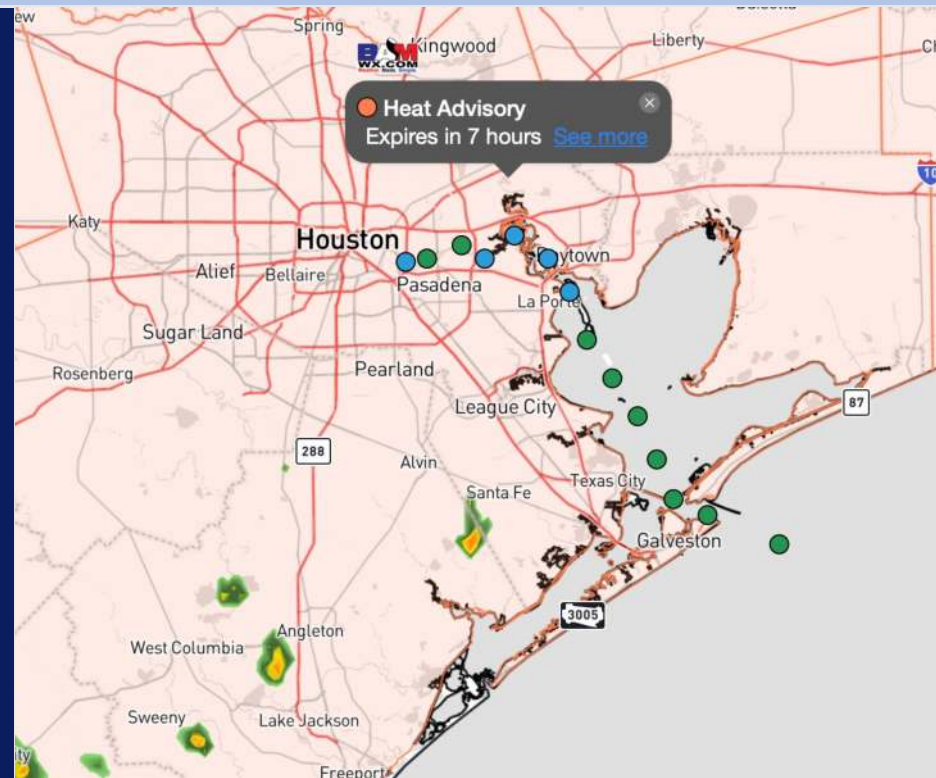 Spring
Kingwood
Liberty
BAM
WX.COM
Heat Advisory
Expires in 7 hours See more
10
Katy
Houston
Baytown
Alief
Bellaire
Pasadena
La Porte
Sugar Land
Rosenberg
Pearland
League City
87
288
Alvin
Texas City
Santa Fe
Galveston
3005
Angleton
West Columbia
Sweeny
Lake Jackson
Freeport